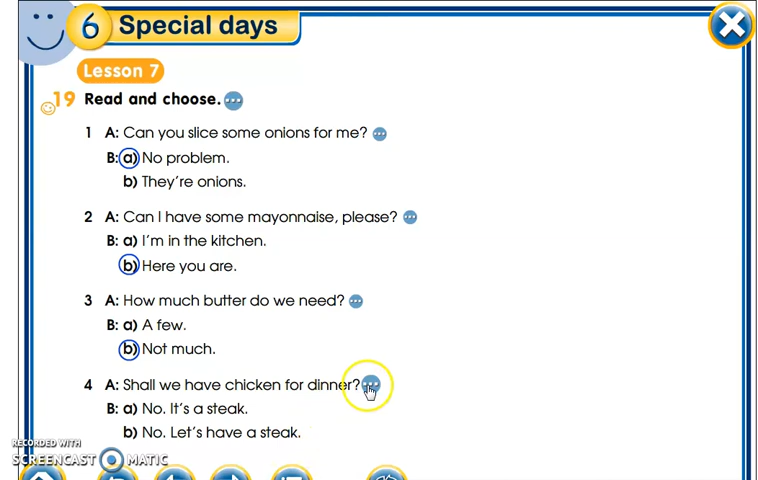 6 Special days
Lesson 7
19 Read and choose.
1 A: Can you slice some onions for me?
B: a) No problem.
b) They're onions.
2 A: Can I have some mayonnaise, please?
B: a) I'm in the kitchen.
b) Here you are.
3 A: How much butter do we need?
B: a) A few.
b) Not much.
4 A: Shall we have chicken for dinner?
B: a) No. It's a steak.
b) No. Let's have a steak.
RECORDED WITH
SCREENCAST MATIC